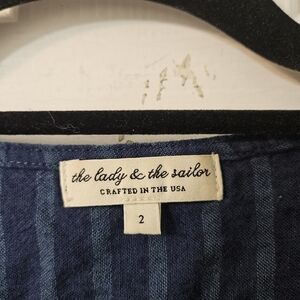 the lady & the sailor
CRAFTED IN THE USA
2